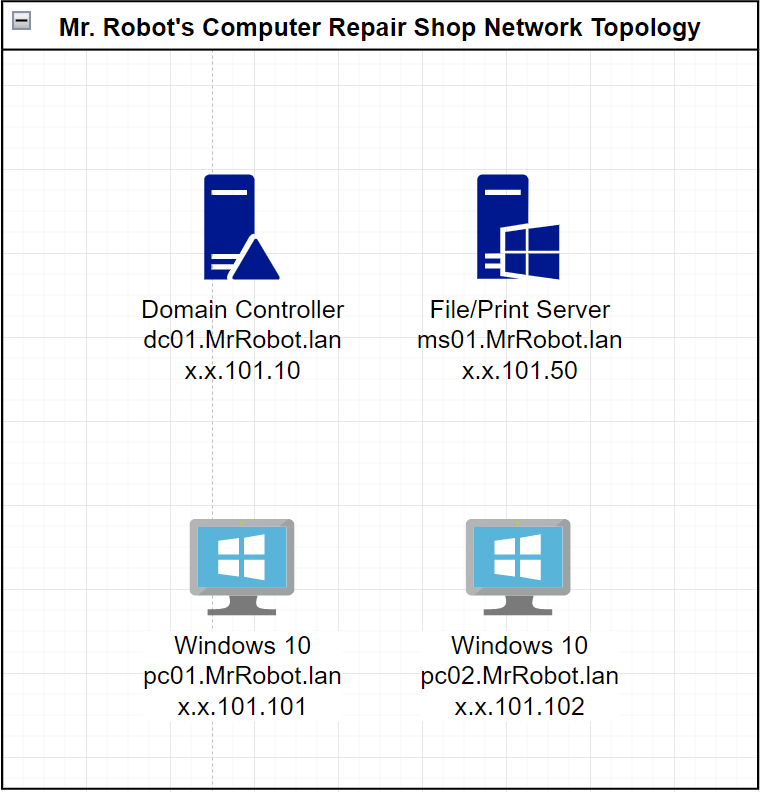 Mr. Robot's Computer Repair Shop Network Topology
Domain Controller
dc01.MrRobot.lan
x.x.101.10
File/Print Server
ms01.MrRobot.lan
x.x.101.50
Windows 10
pc01.MrRobot.lan
x.x.101.101
Windows 10
pc02.MrRobot.lan
x.x.101.102